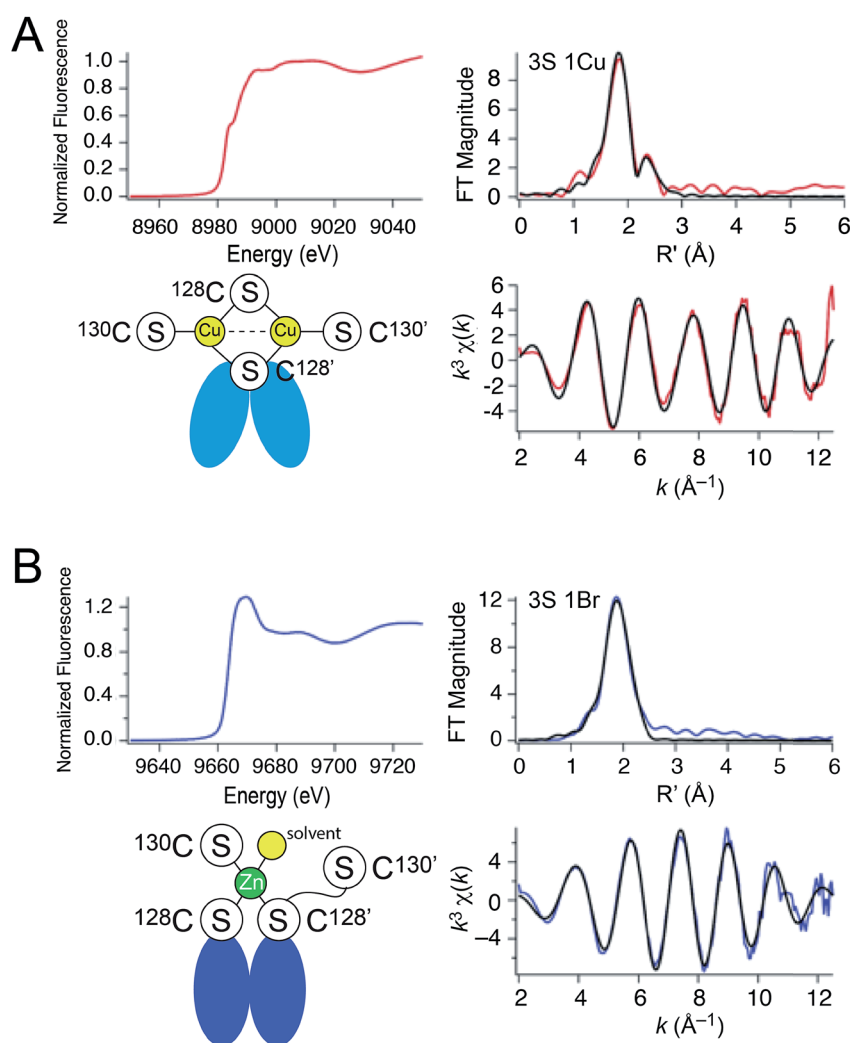 A
Normalized Fluorescence
1.0
0.8
0.6
0.4
0.2
0.0
8960 8980 9000 9020 9040
Energy (eV)
3S 1Cu
FT Magnitude
8
6
4
2
0
0 1 2 3 4 5 6
R' (Å)
128C S
130C S Cu Cu S C130'
S C128'
k³ χ(k)
6
4
2
0
-2
-4
2 4 6 8 10 12
k (Å–1)
B
Normalized Fluorescence
1.2
0.8
0.4
0.0
9640 9660 9680 9700 9720
Energy (eV)
3S 1Br
FT Magnitude
12
8
4
0
0 1 2 3 4 5 6
R' (Å)
130C S solvent
S C130'
Zn
128C S S C128'
k³ χ(k)
4
0
–4
2 4 6 8 10 12
k (Å–1)